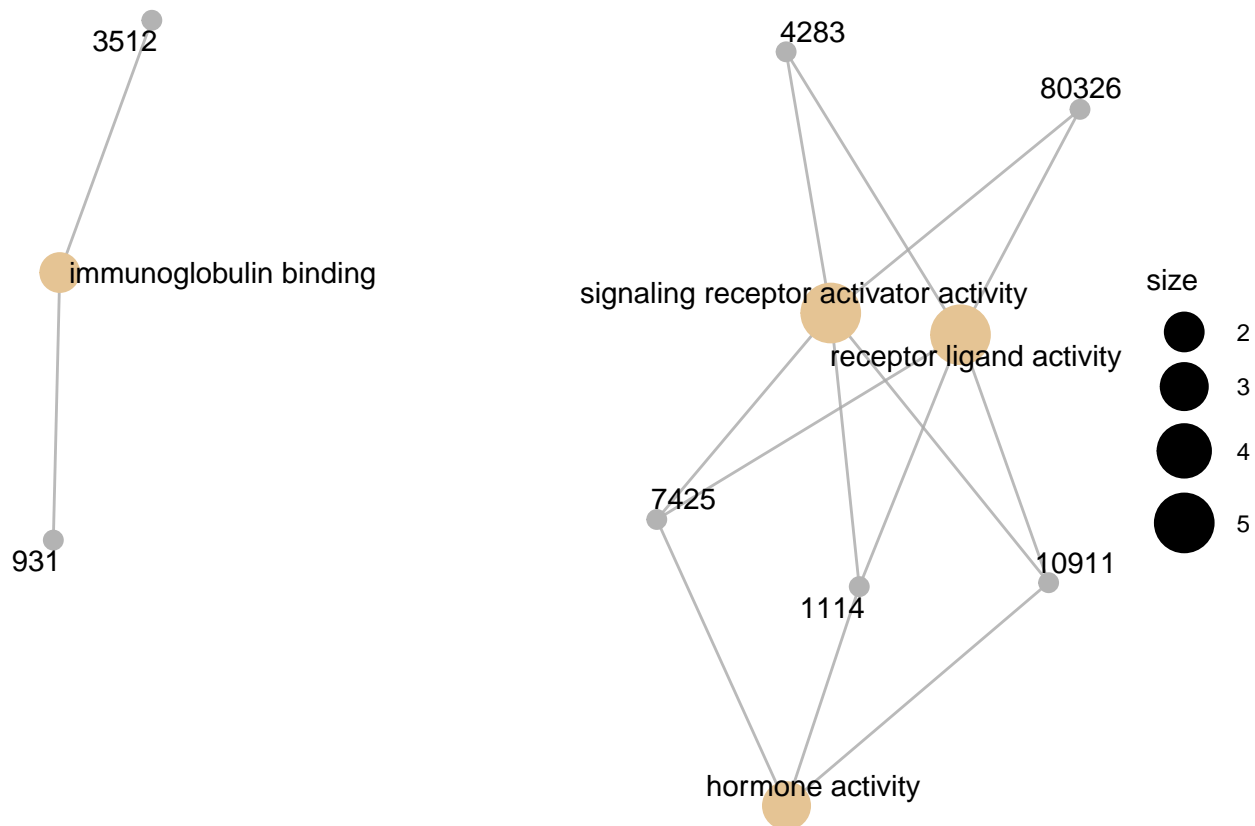 3512
4283
80326
immunoglobulin binding
signaling receptor activator activity
receptor ligand activity
size
2
3
4
5
7425
931
10911
1114
hormone activity